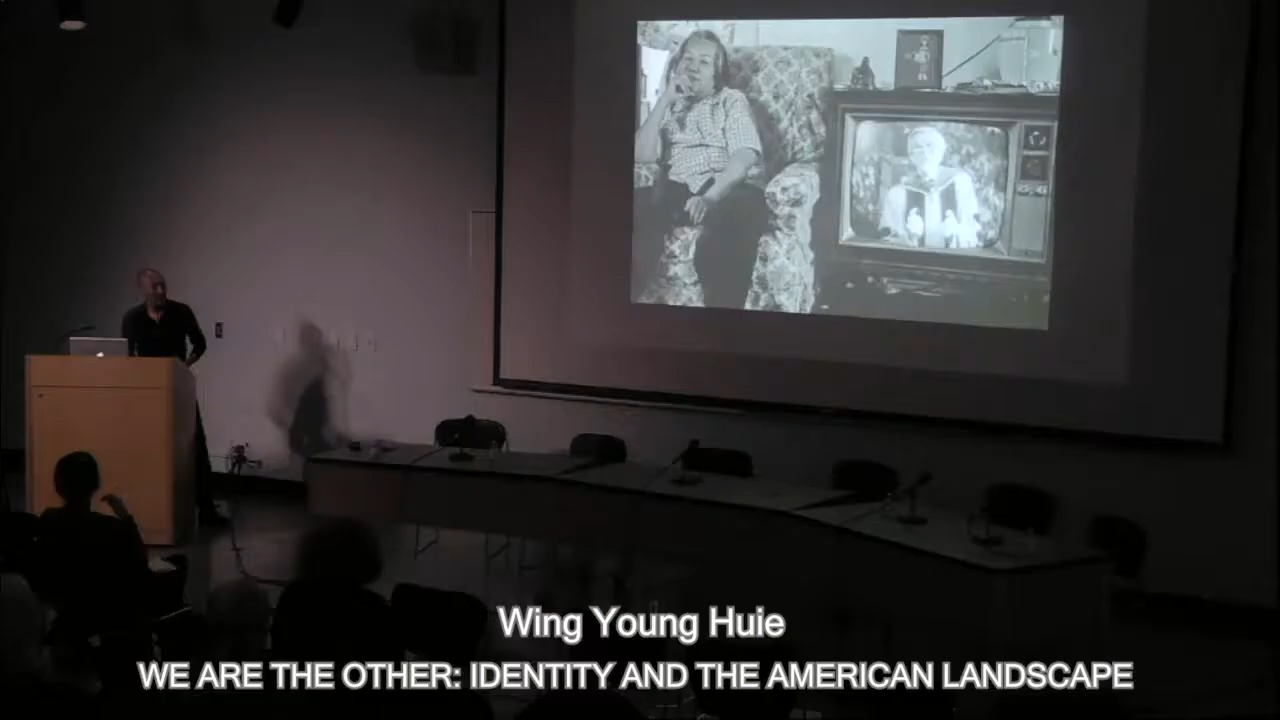 Wing Young Huie
WE ARE THE OTHER: IDENTITY AND THE AMERICAN LANDSCAPE